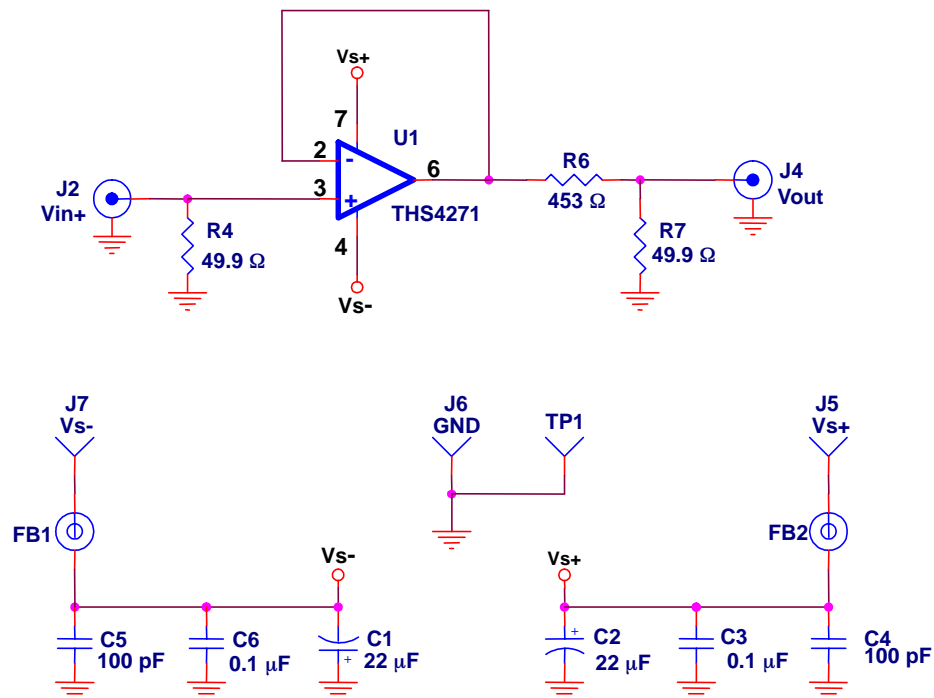 Vs+
7
U1
2
-
6
R6
J2
3
J4
Vin+
+
453 Ω
Vout
THS4271
R4
4
R7
49.9 Ω
49.9 Ω
Vs-
J7
J6
J5
Vs-
GND
TP1
Vs+
FB1
FB2
Vs-
Vs+
C5
100 pF
C6
0.1 μF
C1
22 μF
+
+
C2
22 μF
C3
0.1 μF
C4
100 pF